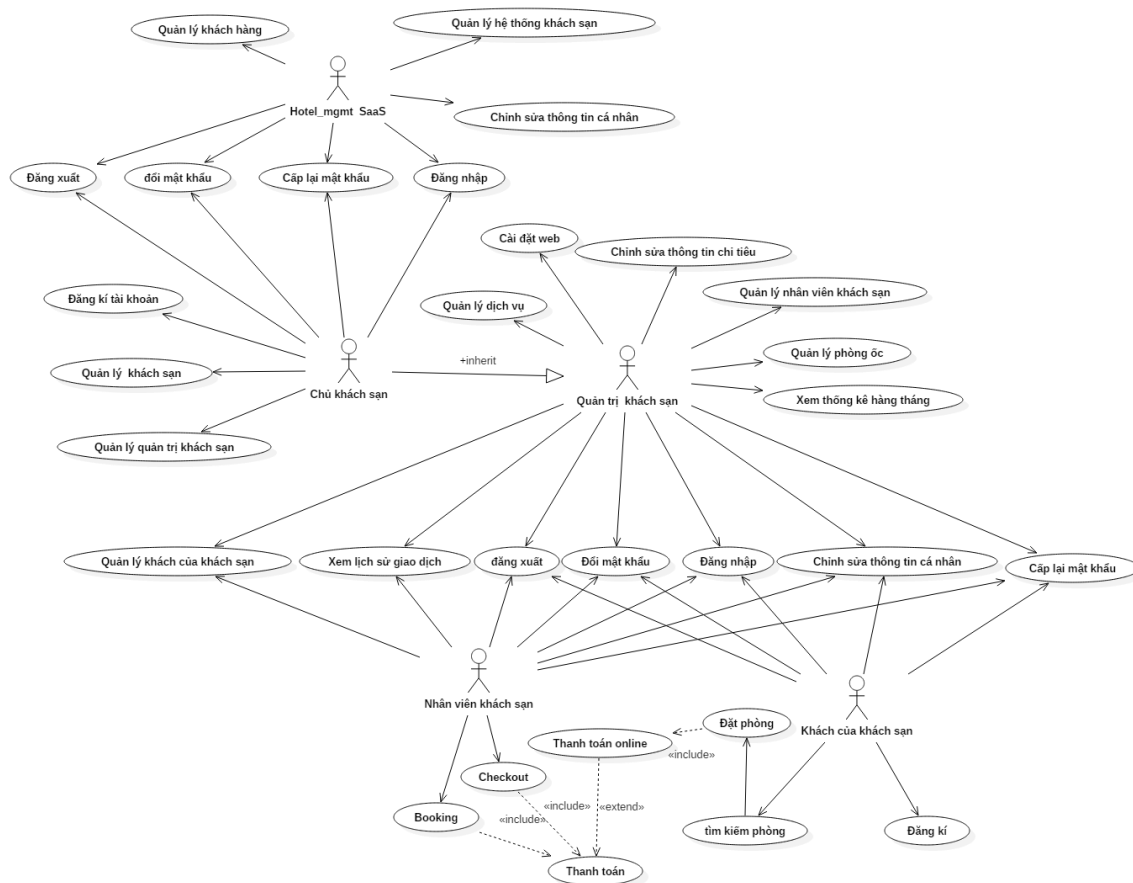 Quản lý khách hàng
Quản lý hệ thống khách sạn
Hotel_mgmt SaaS
Chỉnh sửa thông tin cá nhân
Đăng xuất
đổi mật khẩu
Cấp lại mật khẩu
Đăng nhập
Cài đặt web
Chỉnh sửa thông tin chi tiêu
Đăng kí tài khoản
Quản lý dịch vụ
Quản lý nhân viên khách sạn
Quản lý khách sạn
Chủ khách sạn
+inherit
Quản trị khách sạn
Quản lý phòng ốc
Xem thống kê hàng tháng
Quản lý quản trị khách sạn
Quản lý khách của khách sạn
Xem lịch sử giao dịch
đăng xuất
Đổi mật khẩu
Đăng nhập
Chỉnh sửa thông tin cá nhân
Cấp lại mật khẩu
Nhân viên khách sạn
Khách của khách sạn
Đặt phòng
Thanh toán online
«include»
Checkout
«include»
«extend»
Booking
«include»
tìm kiếm phòng
Đăng kí
Thanh toán